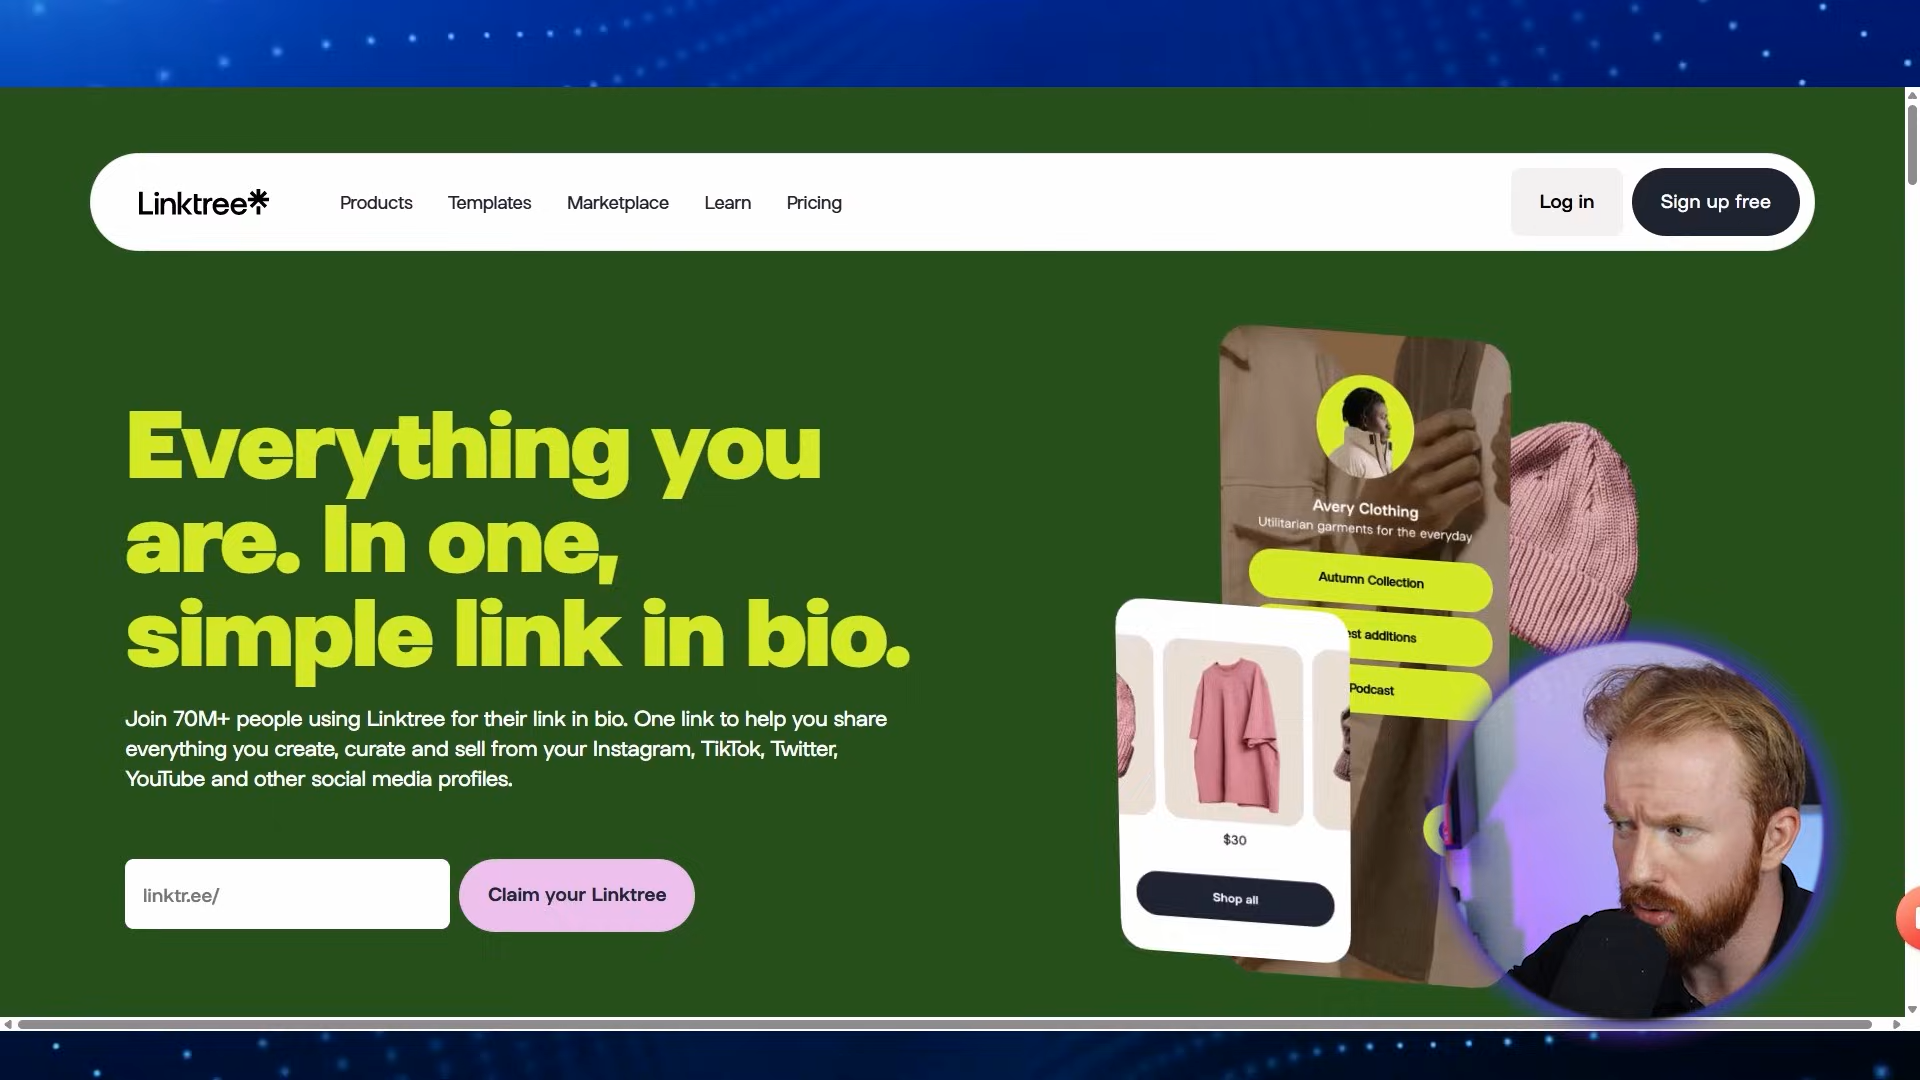 Linktree
Products
Templates
Marketplace
Learn
Pricing
Log in
Sign up free
Everything you
are. In one,
simple link in bio.
Join 70M+ people using Linktree for their link in bio. One link to help you share
everything you create, curate and sell from your Instagram, TikTok, Twitter,
YouTube and other social media profiles.
linktr.ee/
Claim your Linktree
Avery Clothing
Utilitarian garments for the everyday
Autumn Collection
est additions
Podcast
$30
Shop all